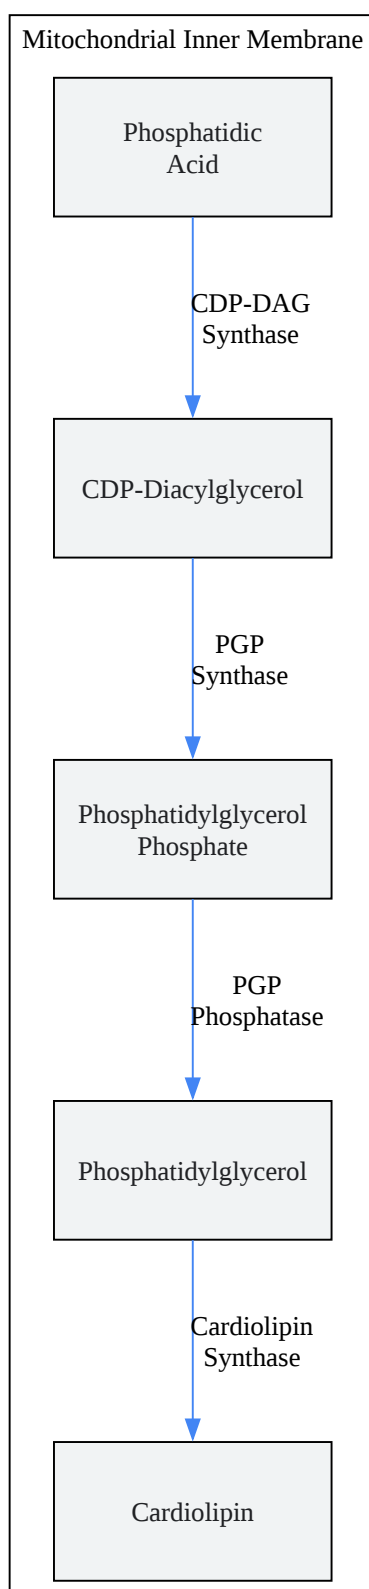 Mitochondrial Inner Membrane
Phosphatidic
Acid
CDP-DAG
Synthase
CDP-Diacylglycerol
PGP
Synthase
Phosphatidylglycerol
Phosphate
PGP
Phosphatase
Phosphatidylglycerol
Cardiolipin
Synthase
Cardiolipin